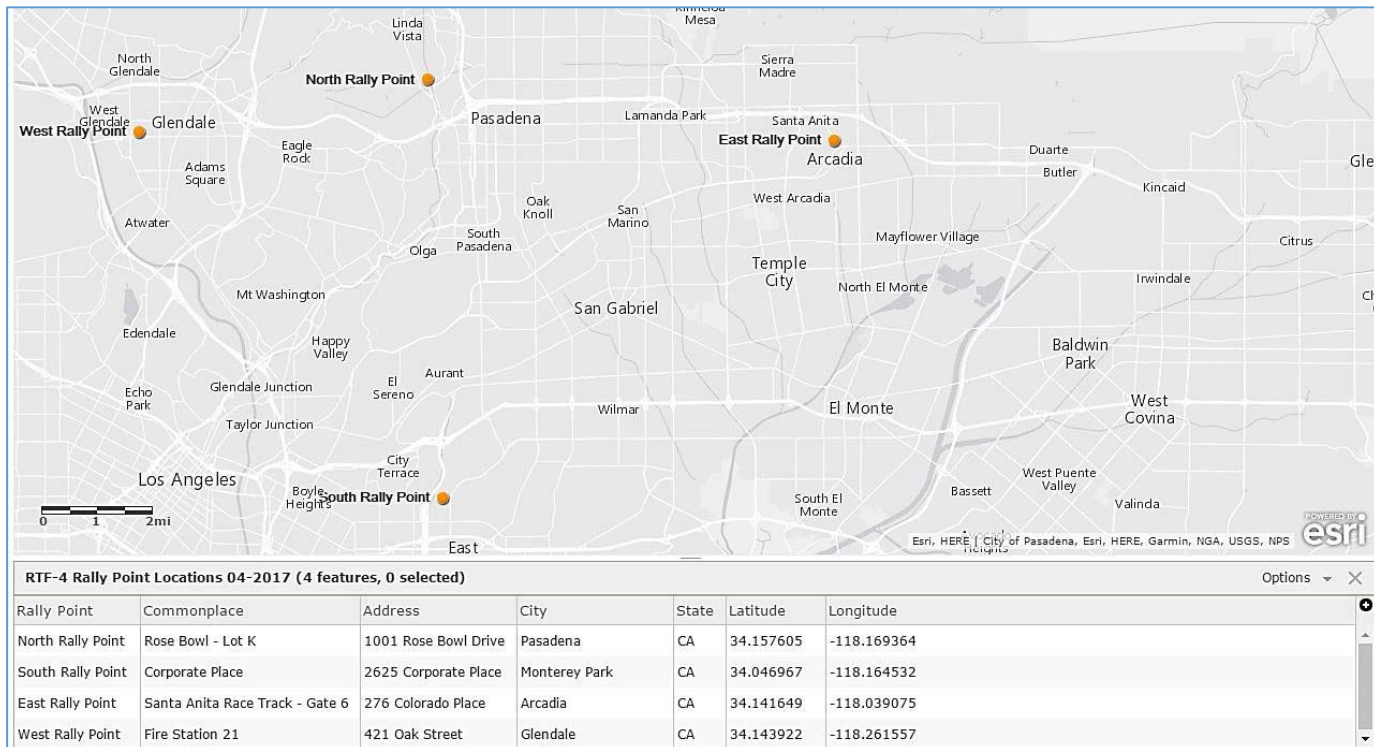 Kinneloa
Mesa
Linda
Vista
North
Glendale
Sierra
Madre
North Rally Point
West
Glendale
West Rally Point
Glendale
Pasadena
Lamanda Park
Santa Anita
East Rally Point
Arcadia
Eagle
Rock
Adams
Square
Duarte
Butler
Gle
Kincaid
Oak
Knoll
San
Marino
West Arcadia
Atwater
Olga
South
Pasadena
Mayflower Village
Citrus
Temple
City
North El Monte
Irwindale
Mt Washington
San Gabriel
Ch
Edendale
Happy
Valley
Baldwin
Park
Glendale Junction
El
Sereno
Aurant
Echo
Park
Wilmar
El Monte
West
Covina
Taylor Junction
City
Terrace
Los Angeles
Boyle
Heights
South Rally Point
South El
Monte
Bassett
West Puente
Valley
Valinda
0 1 2mi
East
Heights
Esri, HERE | City of Pasadena, Esri, HERE, Garmin, NGA, USGS, NPS
POWERED BY
esri
RTF-4 Rally Point Locations 04-2017 (4 features, 0 selected) Options
Rally Point Commonplace Address City State Latitude Longitude
North Rally Point Rose Bowl - Lot K 1001 Rose Bowl Drive Pasadena CA 34.157605 -118.169364
South Rally Point Corporate Place 2625 Corporate Place Monterey Park CA 34.046967 -118.164532
East Rally Point Santa Anita Race Track - Gate 6 276 Colorado Place Arcadia CA 34.141649 -118.039075
West Rally Point Fire Station 21 421 Oak Street Glendale CA 34.143922 -118.261557